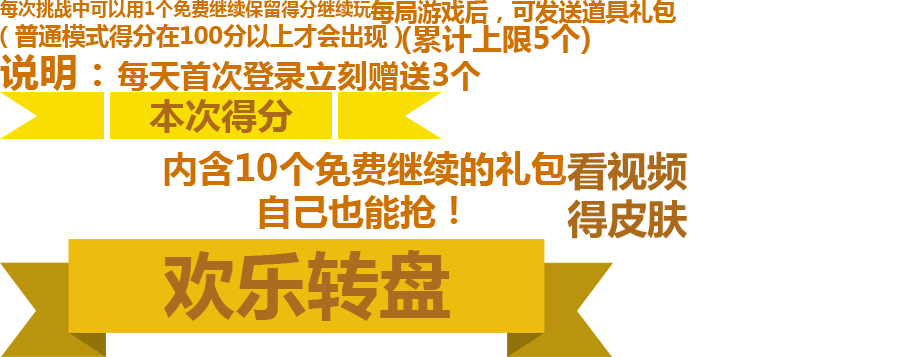 每次挑战中可以用1个免费继续保留得分继续玩
每局游戏后，可发送道具礼包
(普通模式得分在100分以上才会出现)
(累计上限5个)
说明：每天首次登录立刻赠送3个
本次得分
内含10个免费继续的礼包
自己也能抢！
看视频
得皮肤
欢乐转盘